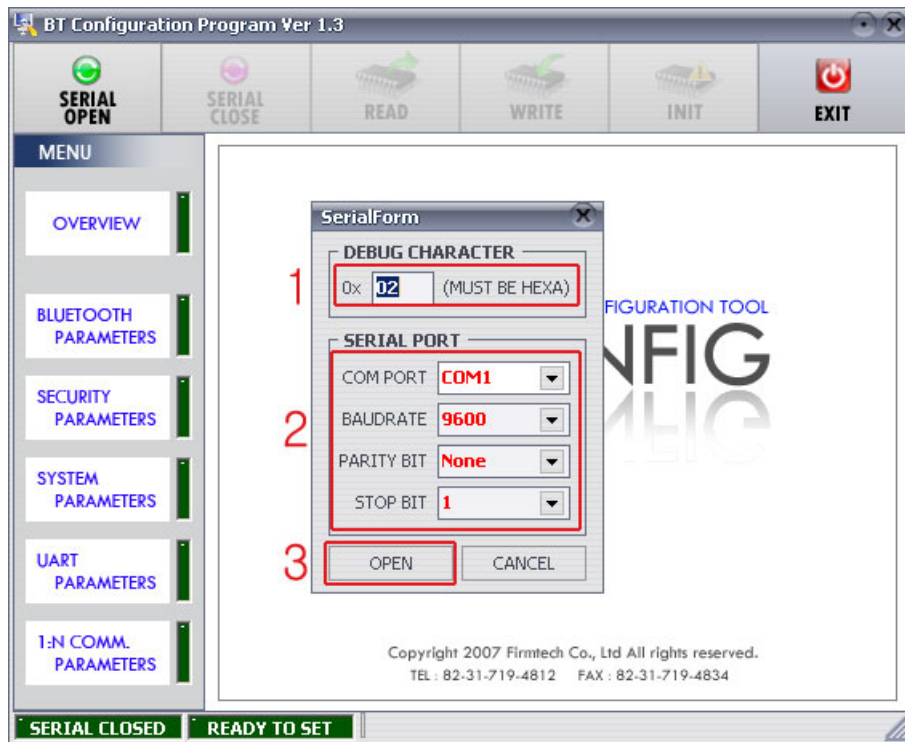 BT Configuration Program Ver 1.3
SERIAL OPEN
SERIAL CLOSE
READ
WRITE
INIT
EXIT
MENU
OVERVIEW
BLUETOOTH
PARAMETERS
SECURITY
PARAMETERS
SYSTEM
PARAMETERS
UART
PARAMETERS
1:N COMM.
PARAMETERS
SerialForm
DEBUG CHARACTER
1
0x 02 (MUST BE HEXA)
SERIAL PORT
2
COM PORT COM1
BAUDRATE 9600
PARITY BIT None
STOP BIT 1
3
OPEN CANCEL
FIGURATION TOOL
NFIG
Copyright 2007 Firmtech Co., Ltd All rights reserved.
TEL : 82-31-719-4812 FAX : 82-31-719-4834
SERIAL CLOSED READY TO SET